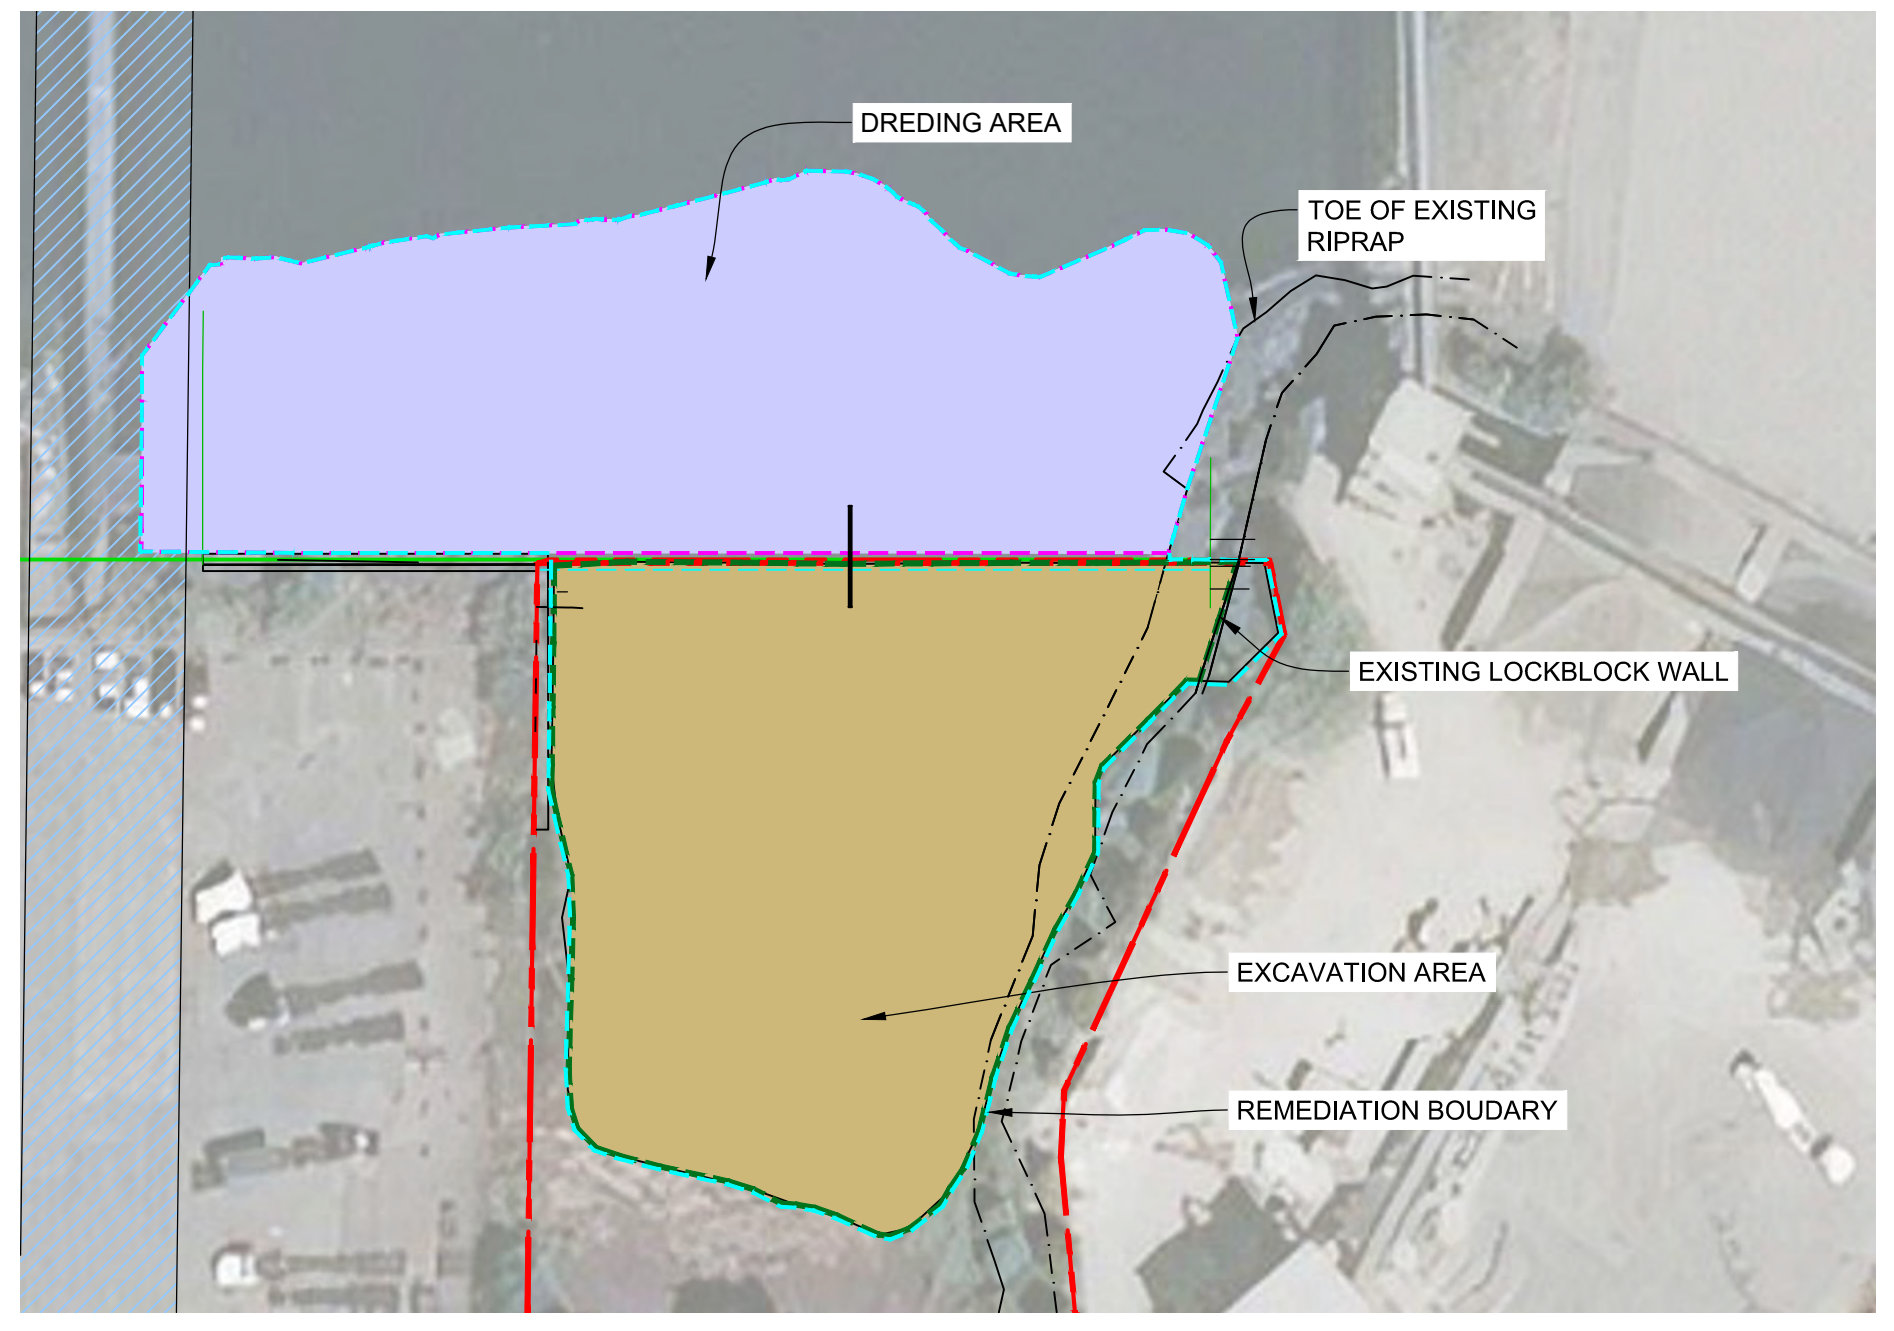 DREDING AREA
TOE OF EXISTING
RIPRAP
EXISTING LOCKBLOCK WALL
EXCAVATION AREA
REMEDIATION BOUDARY